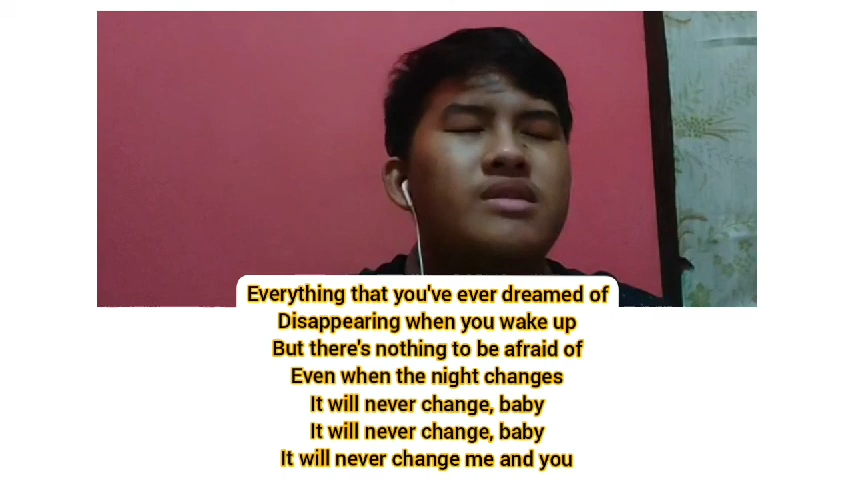 Everything that you've ever dreamed of
Disappearing when you wake up
But there's nothing to be afraid of
Even when the night changes
It will never change, baby
It will never change, baby
It will never change me and you